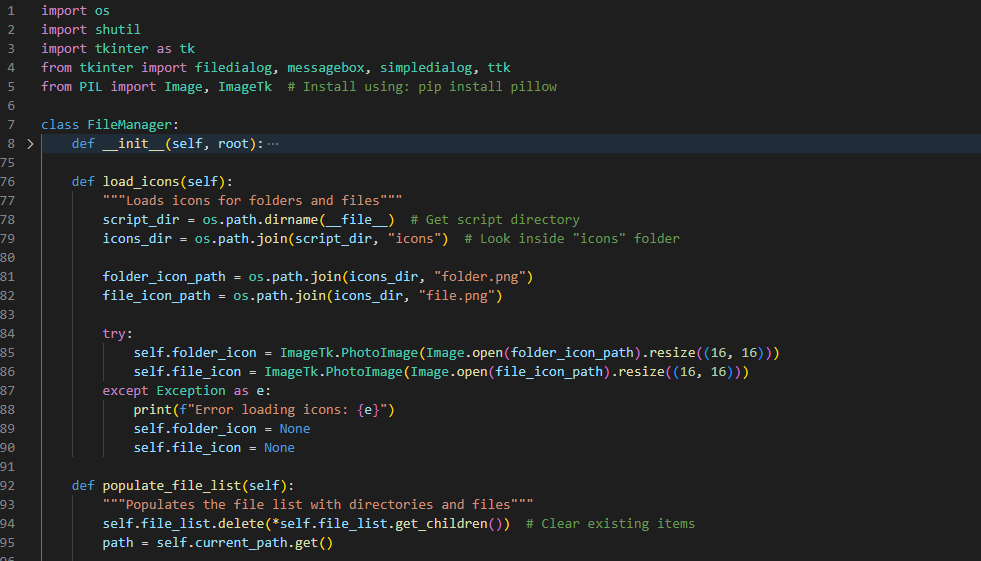 1 import os
2 import shutil
3 import tkinter as tk
4 from tkinter import filedialog, messagebox, simpledialog, ttk
5 from PIL import Image, ImageTk  # Install using: pip install pillow
6
7 class FileManager:
8 > def __init__(self, root): ···
75
76     def load_icons(self):
77         """Loads icons for folders and files"""
78         script_dir = os.path.dirname(__file__)  # Get script directory
79         icons_dir = os.path.join(script_dir, "icons")  # Look inside "icons" folder
80
81         folder_icon_path = os.path.join(icons_dir, "folder.png")
82         file_icon_path = os.path.join(icons_dir, "file.png")
83
84         try:
85             self.folder_icon = ImageTk.PhotoImage(Image.open(folder_icon_path).resize((16, 16)))
86             self.file_icon = ImageTk.PhotoImage(Image.open(file_icon_path).resize((16, 16)))
87         except Exception as e:
88             print(f"Error loading icons: {e}")
89             self.folder_icon = None
90             self.file_icon = None
91
92     def populate_file_list(self):
93         """Populates the file list with directories and files"""
94         self.file_list.delete(*self.file_list.get_children())  # Clear existing items
95         path = self.current_path.get()